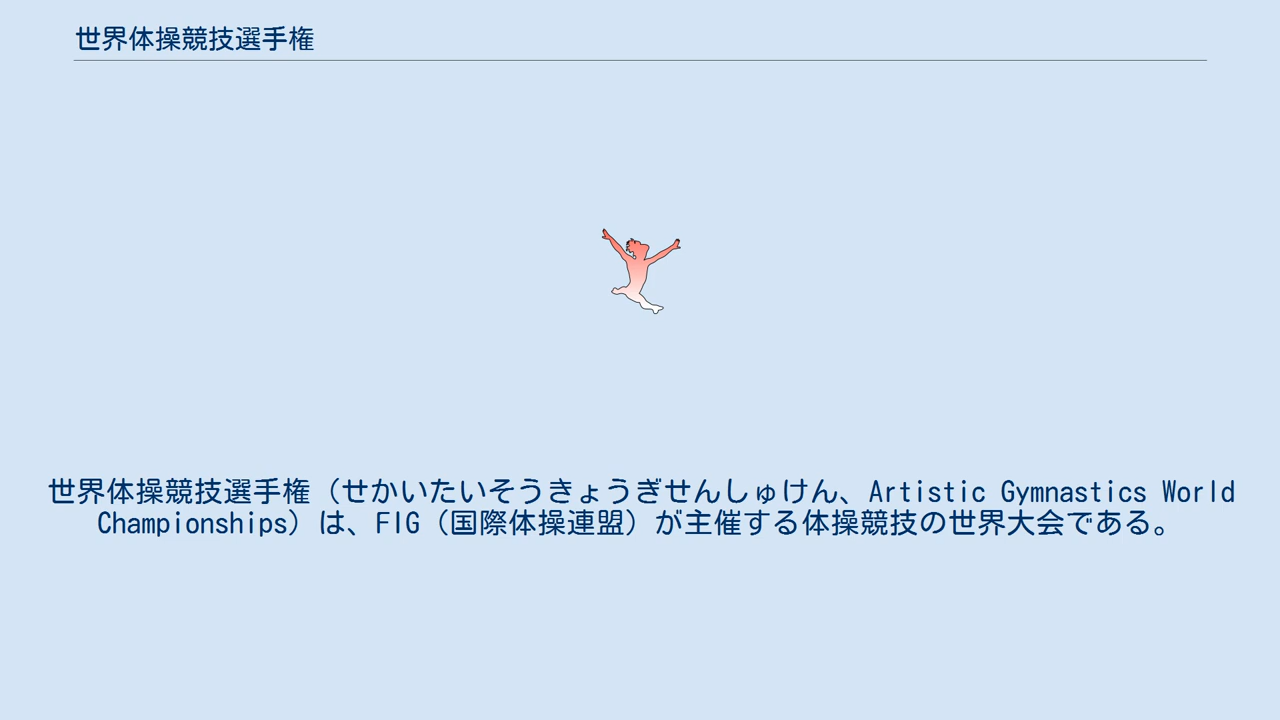 世界体操競技選手権
世界体操競技選手権（せかいたいそうきょうぎせんしゅけん、Artistic Gymnastics World
Championships）は、FIG（国際体操連盟）が主催する体操競技の世界大会である。